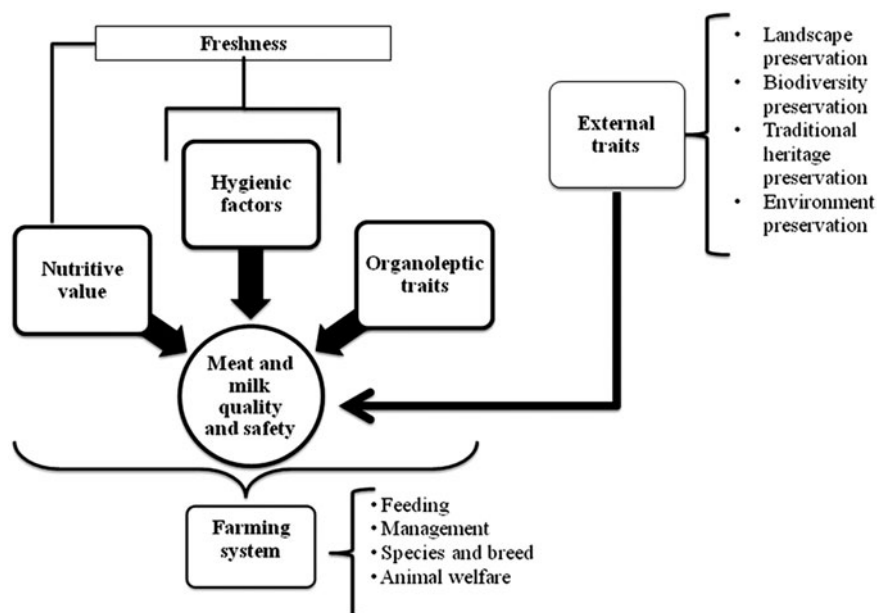 Freshness
Hygienic
factors
Nutritive
value
Organoleptic
traits
Meat and
milk
quality
and safety
External
traits
• Landscape
preservation
• Biodiversity
preservation
• Traditional
heritage
preservation
• Environment
preservation
Farming
system
• Feeding
• Management
• Species and breed
• Animal welfare